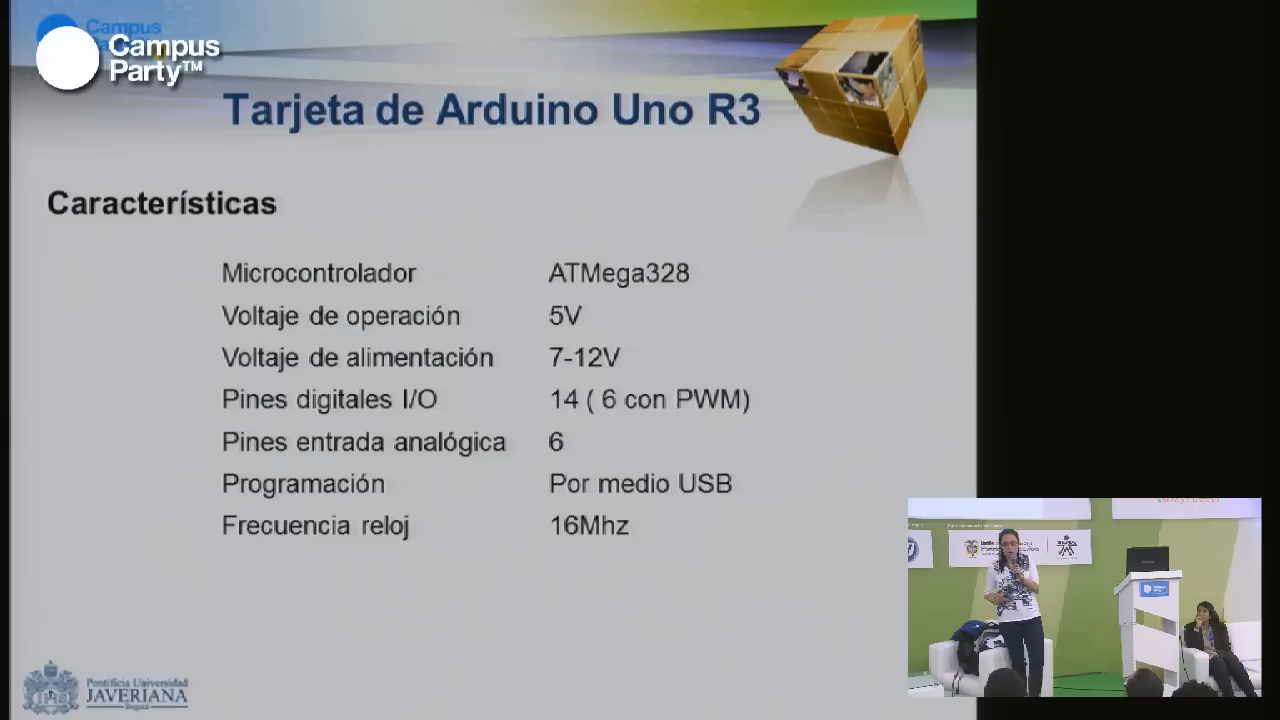 Campus
Campus
Party™
Tarjeta de Arduino Uno R3
Características
Microcontrolador ATMega328
Voltaje de operación 5V
Voltaje de alimentación 7-12V
Pines digitales I/O 14 ( 6 con PWM)
Pines entrada analógica 6
Programación Por medio USB
Frecuencia reloj 16Mhz
Pontificia Universidad
JAVERIANA
Bogotá